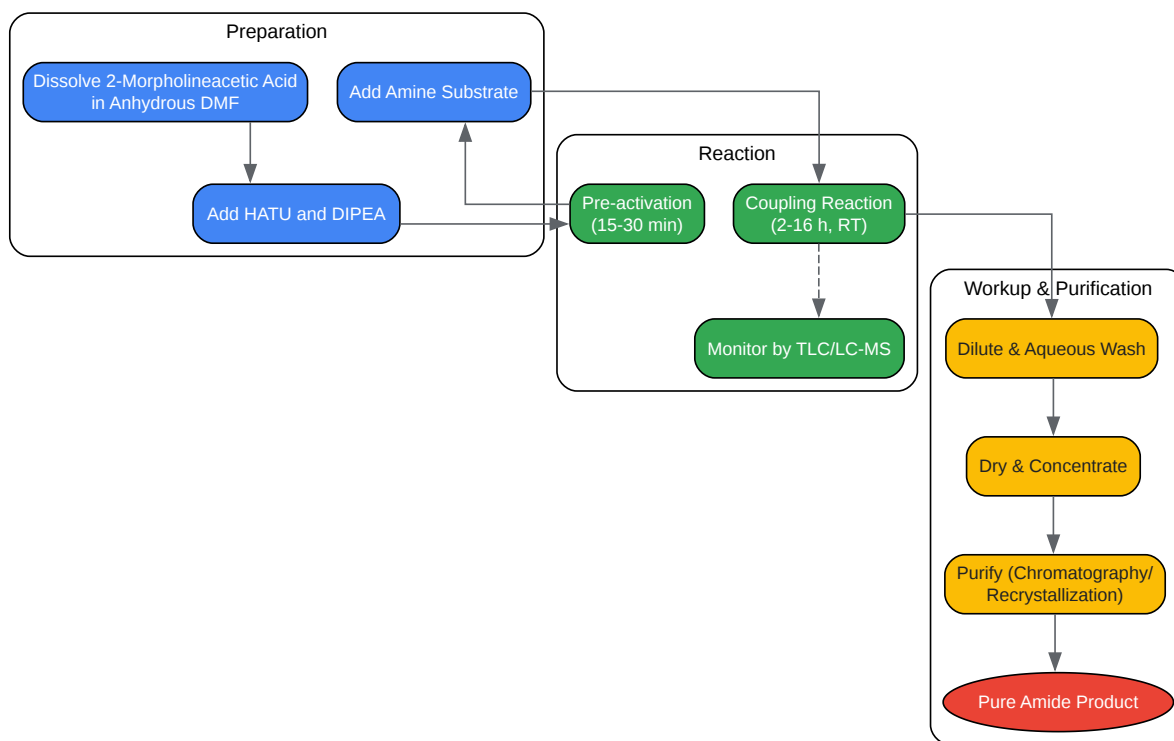 Preparation
Dissolve 2-Morpholineacetic Acid
in Anhydrous DMF
Add Amine Substrate
Add HATU and DIPEA
Reaction
Pre-activation
(15-30 min)
Coupling Reaction
(2-16 h, RT)
Monitor by TLC/LC-MS
Workup & Purification
Dilute & Aqueous Wash
Dry & Concentrate
Purify (Chromatography/
Recrystallization)
Pure Amide Product